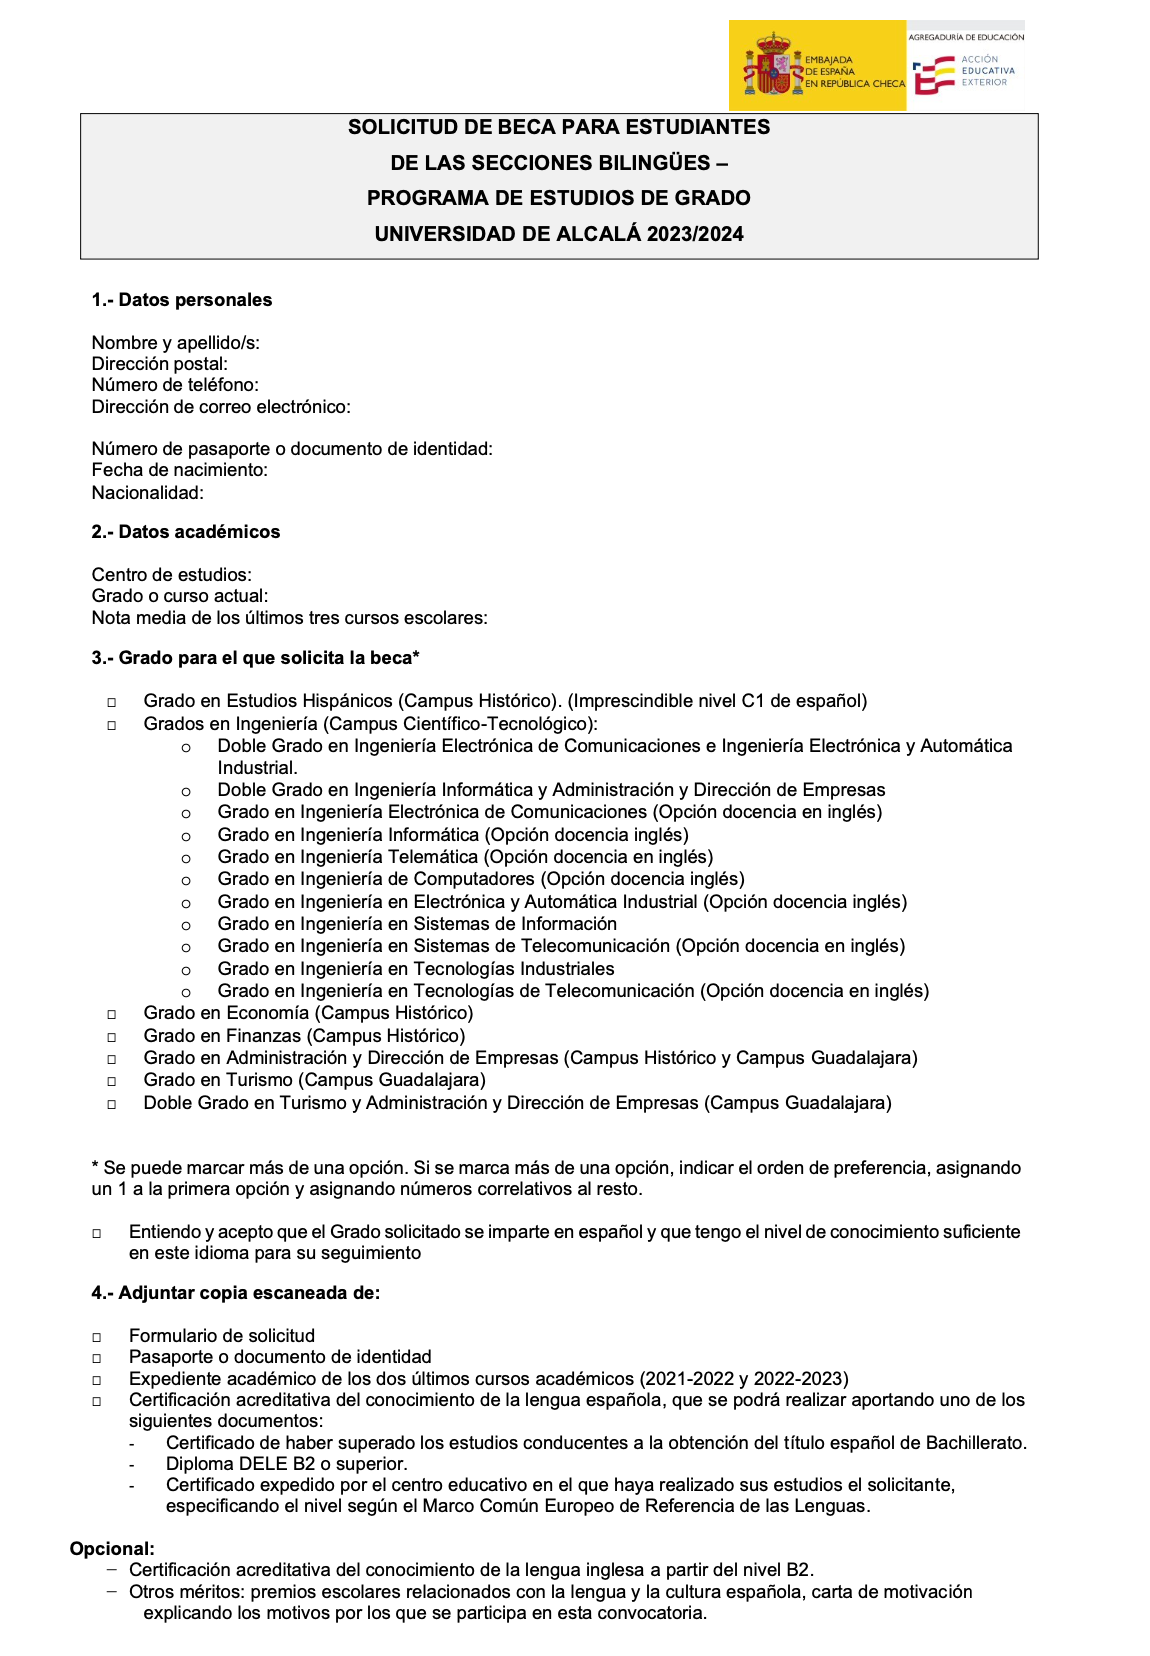 EMBAJADA
DE ESPAÑA
EN REPÚBLICA CHECA
AGREGADURÍA DE EDUCACIÓN
ACCIÓN
EDUCATIVA
EXTERIOR
SOLICITUD DE BECA PARA ESTUDIANTES
DE LAS SECCIONES BILINGÜES –
PROGRAMA DE ESTUDIOS DE GRADO
UNIVERSIDAD DE ALCALÁ 2023/2024
1.- Datos personales
Nombre y apellido/s:
Dirección postal:
Número de teléfono:
Dirección de correo electrónico:
Número de pasaporte o documento de identidad:
Fecha de nacimiento:
Nacionalidad:
2.- Datos académicos
Centro de estudios:
Grado o curso actual:
Nota media de los últimos tres cursos escolares:
3.- Grado para el que solicita la beca*
□ Grado en Estudios Hispánicos (Campus Histórico). (Imprescindible nivel C1 de español)
□ Grados en Ingeniería (Campus Científico-Tecnológico):
o Doble Grado en Ingeniería Electrónica de Comunicaciones e Ingeniería Electrónica y Automática
Industrial.
o Doble Grado en Ingeniería Informática y Administración y Dirección de Empresas
o Grado en Ingeniería Electrónica de Comunicaciones (Opción docencia en inglés)
o Grado en Ingeniería Informática (Opción docencia inglés)
o Grado en Ingeniería Telemática (Opción docencia en inglés)
o Grado en Ingeniería de Computadores (Opción docencia inglés)
o Grado en Ingeniería en Electrónica y Automática Industrial (Opción docencia inglés)
o Grado en Ingeniería en Sistemas de Información
o Grado en Ingeniería en Sistemas de Telecomunicación (Opción docencia en inglés)
o Grado en Ingeniería en Tecnologías Industriales
o Grado en Ingeniería en Tecnologías de Telecomunicación (Opción docencia en inglés)
□ Grado en Economía (Campus Histórico)
□ Grado en Finanzas (Campus Histórico)
□ Grado en Administración y Dirección de Empresas (Campus Histórico y Campus Guadalajara)
□ Grado en Turismo (Campus Guadalajara)
□ Doble Grado en Turismo y Administración y Dirección de Empresas (Campus Guadalajara)
* Se puede marcar más de una opción. Si se marca más de una opción, indicar el orden de preferencia, asignando
un 1 a la primera opción y asignando números correlativos al resto.
□ Entiendo y acepto que el Grado solicitado se imparte en español y que tengo el nivel de conocimiento suficiente
en este idioma para su seguimiento
4.- Adjuntar copia escaneada de:
□ Formulario de solicitud
□ Pasaporte o documento de identidad
□ Expediente académico de los dos últimos cursos académicos (2021-2022 y 2022-2023)
□ Certificación acreditativa del conocimiento de la lengua española, que se podrá realizar aportando uno de los
siguientes documentos:
- Certificado de haber superado los estudios conducentes a la obtención del título español de Bachillerato.
- Diploma DELE B2 o superior.
- Certificado expedido por el centro educativo en el que haya realizado sus estudios el solicitante,
especificando el nivel según el Marco Común Europeo de Referencia de las Lenguas.
Opcional:
– Certificación acreditativa del conocimiento de la lengua inglesa a partir del nivel B2.
– Otros méritos: premios escolares relacionados con la lengua y la cultura española, carta de motivación
explicando los motivos por los que se participa en esta convocatoria.